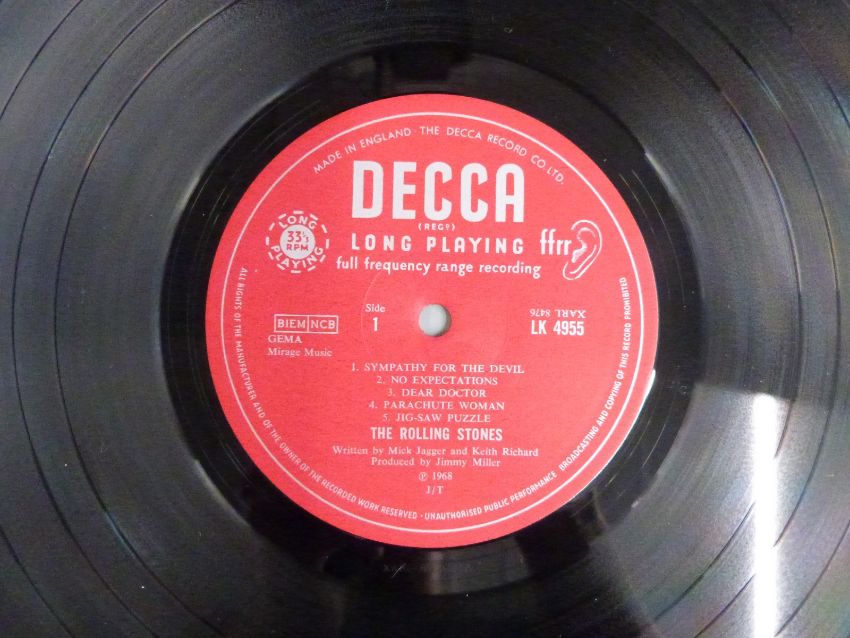 MADE IN ENGLAND · THE DECCA RECORD CO. LTD.
DECCA
(REGD)
LONG PLAYING
33⅓
RPM
LONG PLAYING
ffrr
full frequency range recording
Side
1
XARL 8476
LK 4955
BIEM NCB
GEMA
Mirage Music
1. SYMPATHY FOR THE DEVIL
2. NO EXPECTATIONS
3. DEAR DOCTOR
4. PARACHUTE WOMAN
5. JIG-SAW PUZZLE
THE ROLLING STONES
Written by Mick Jagger and Keith Richard
Produced by Jimmy Miller
℗ 1968
J/T
ALL RIGHTS OF THE MANUFACTURER AND OF THE OWNER OF THE RECORDED WORK RESERVED · UNAUTHORISED PUBLIC PERFORMANCE BROADCASTING AND COPYING OF THIS RECORD PROHIBITED